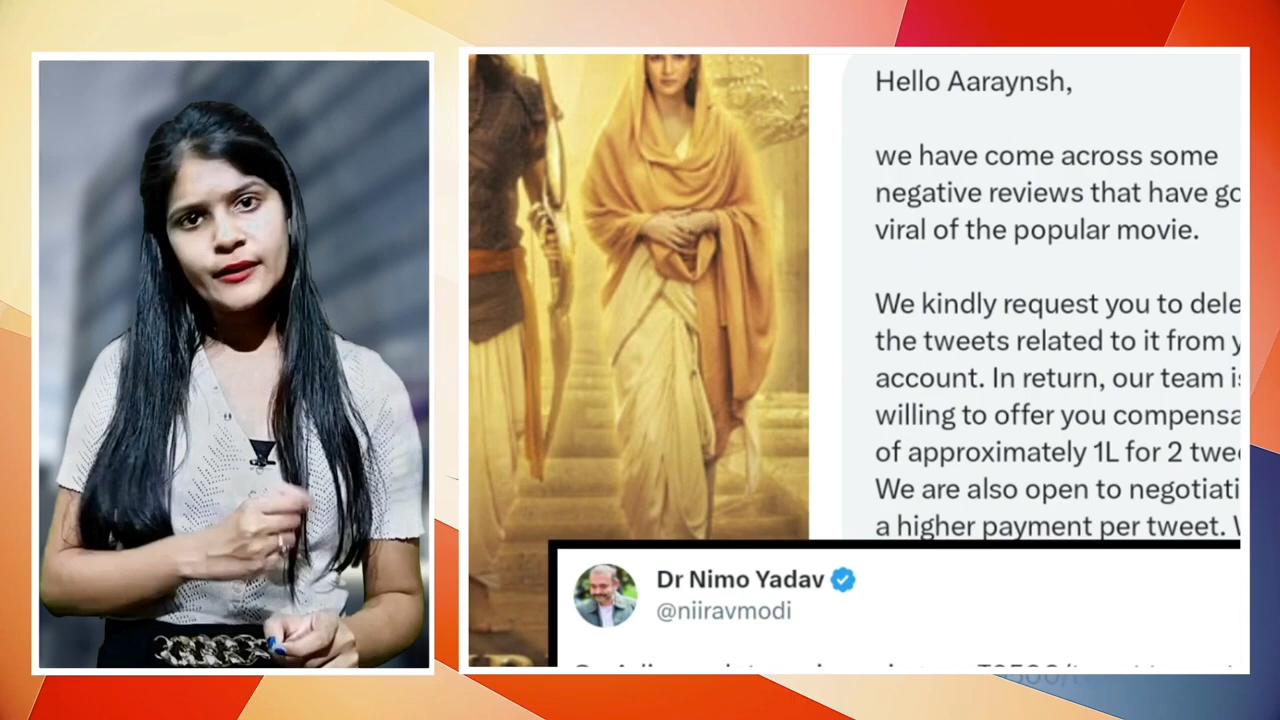 Hello Aaraynsh,
we have come across some
negative reviews that have go
viral of the popular movie.
We kindly request you to dele
the tweets related to it from y
account. In return, our team is
willing to offer you compensa
of approximately 1L for 2 twee
We are also open to negotiati
a higher payment per tweet. W
Dr Nimo Yadav
@niiravmodi